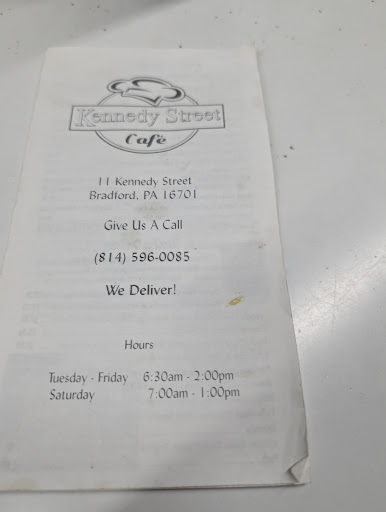 Kennedy Street
Café
11 Kennedy Street
Bradford, PA 16701
Give Us A Call
(814) 596-0085
We Deliver!
Hours
Tuesday - Friday 6:30am - 2:00pm
Saturday 7:00am - 1:00pm